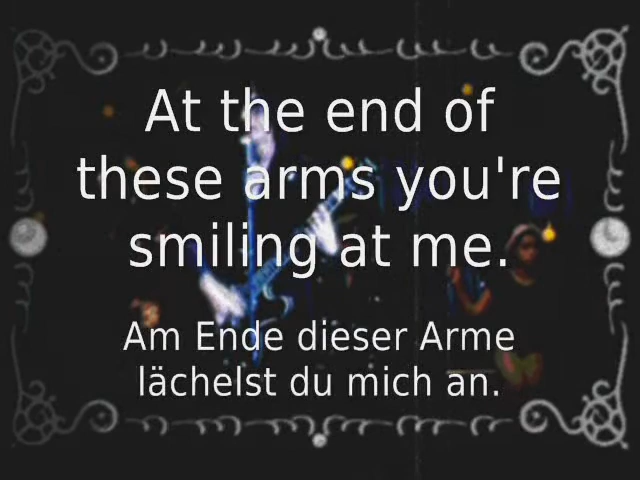 At the end of
these arms you're
smiling at me.
Am Ende dieser Arme
lächelst du mich an.